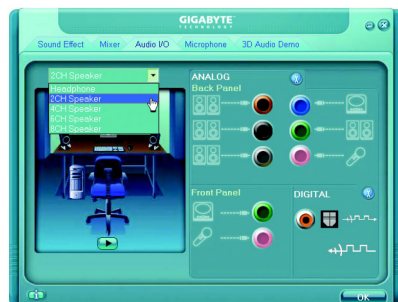 GIGABYTE
TECHNOLOGY
Sound Effect Mixer Audio I/O Microphone 3D Audio Demo
2CH Speaker
Headphone
2CH Speaker
4CH Speaker
6CH Speaker
8CH Speaker
ANALOG
Back Panel
Front Panel
DIGITAL
OK